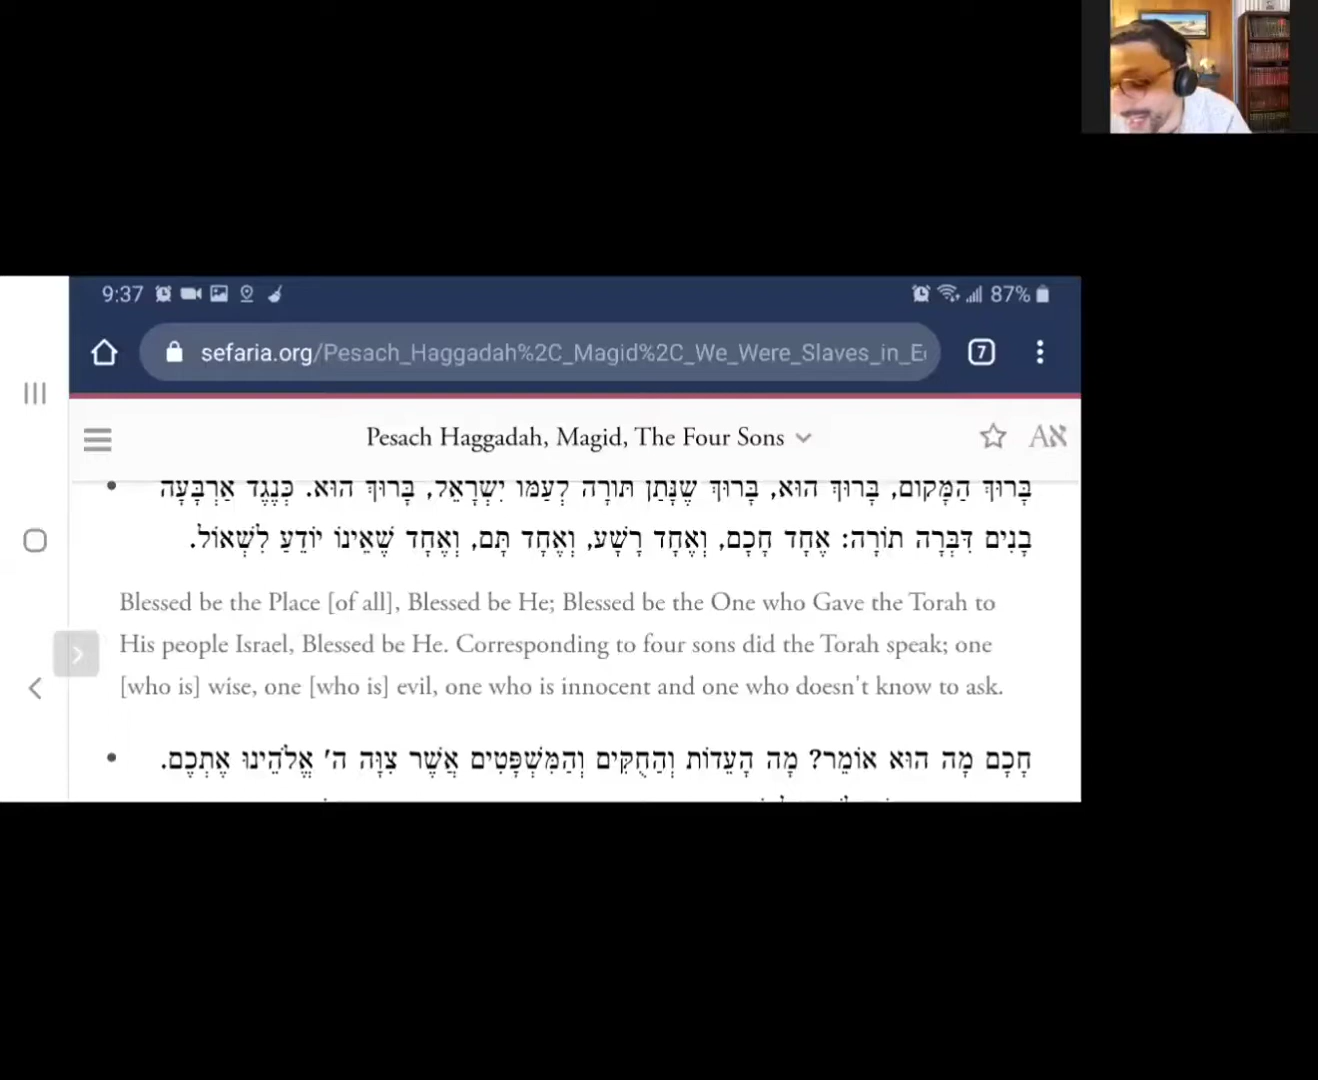 9:37
87%
sefaria.org/Pesach_Haggadah%2C_Magid%2C_We_Were_Slaves_in_E
7
Pesach Haggadah, Magid, The Four Sons
Aא
בָּרוּךְ הַמָּקוֹם, בָּרוּךְ הוּא, בָּרוּךְ שֶׁנָּתַן תּוֹרָה לְעַמּוֹ יִשְׂרָאֵל, בָּרוּךְ הוּא. כְּנֶגֶד אַרְבָּעָה
בָנִים דִּבְּרָה תוֹרָה: אֶחָד חָכָם, וְאֶחָד רָשָׁע, וְאֶחָד תָּם, וְאֶחָד שֶׁאֵינוֹ יוֹדֵעַ לִשְׁאוֹל.
Blessed be the Place [of all], Blessed be He; Blessed be the One who Gave the Torah to
His people Israel, Blessed be He. Corresponding to four sons did the Torah speak; one
[who is] wise, one [who is] evil, one who is innocent and one who doesn't know to ask.
חָכָם מָה הוּא אוֹמֵר? מָה הָעֵדוֹת וְהַחֻקִּים וְהַמִּשְׁפָּטִים אֲשֶׁר צִוָּה ה' אֱלֹהֵינוּ אֶתְכֶם.